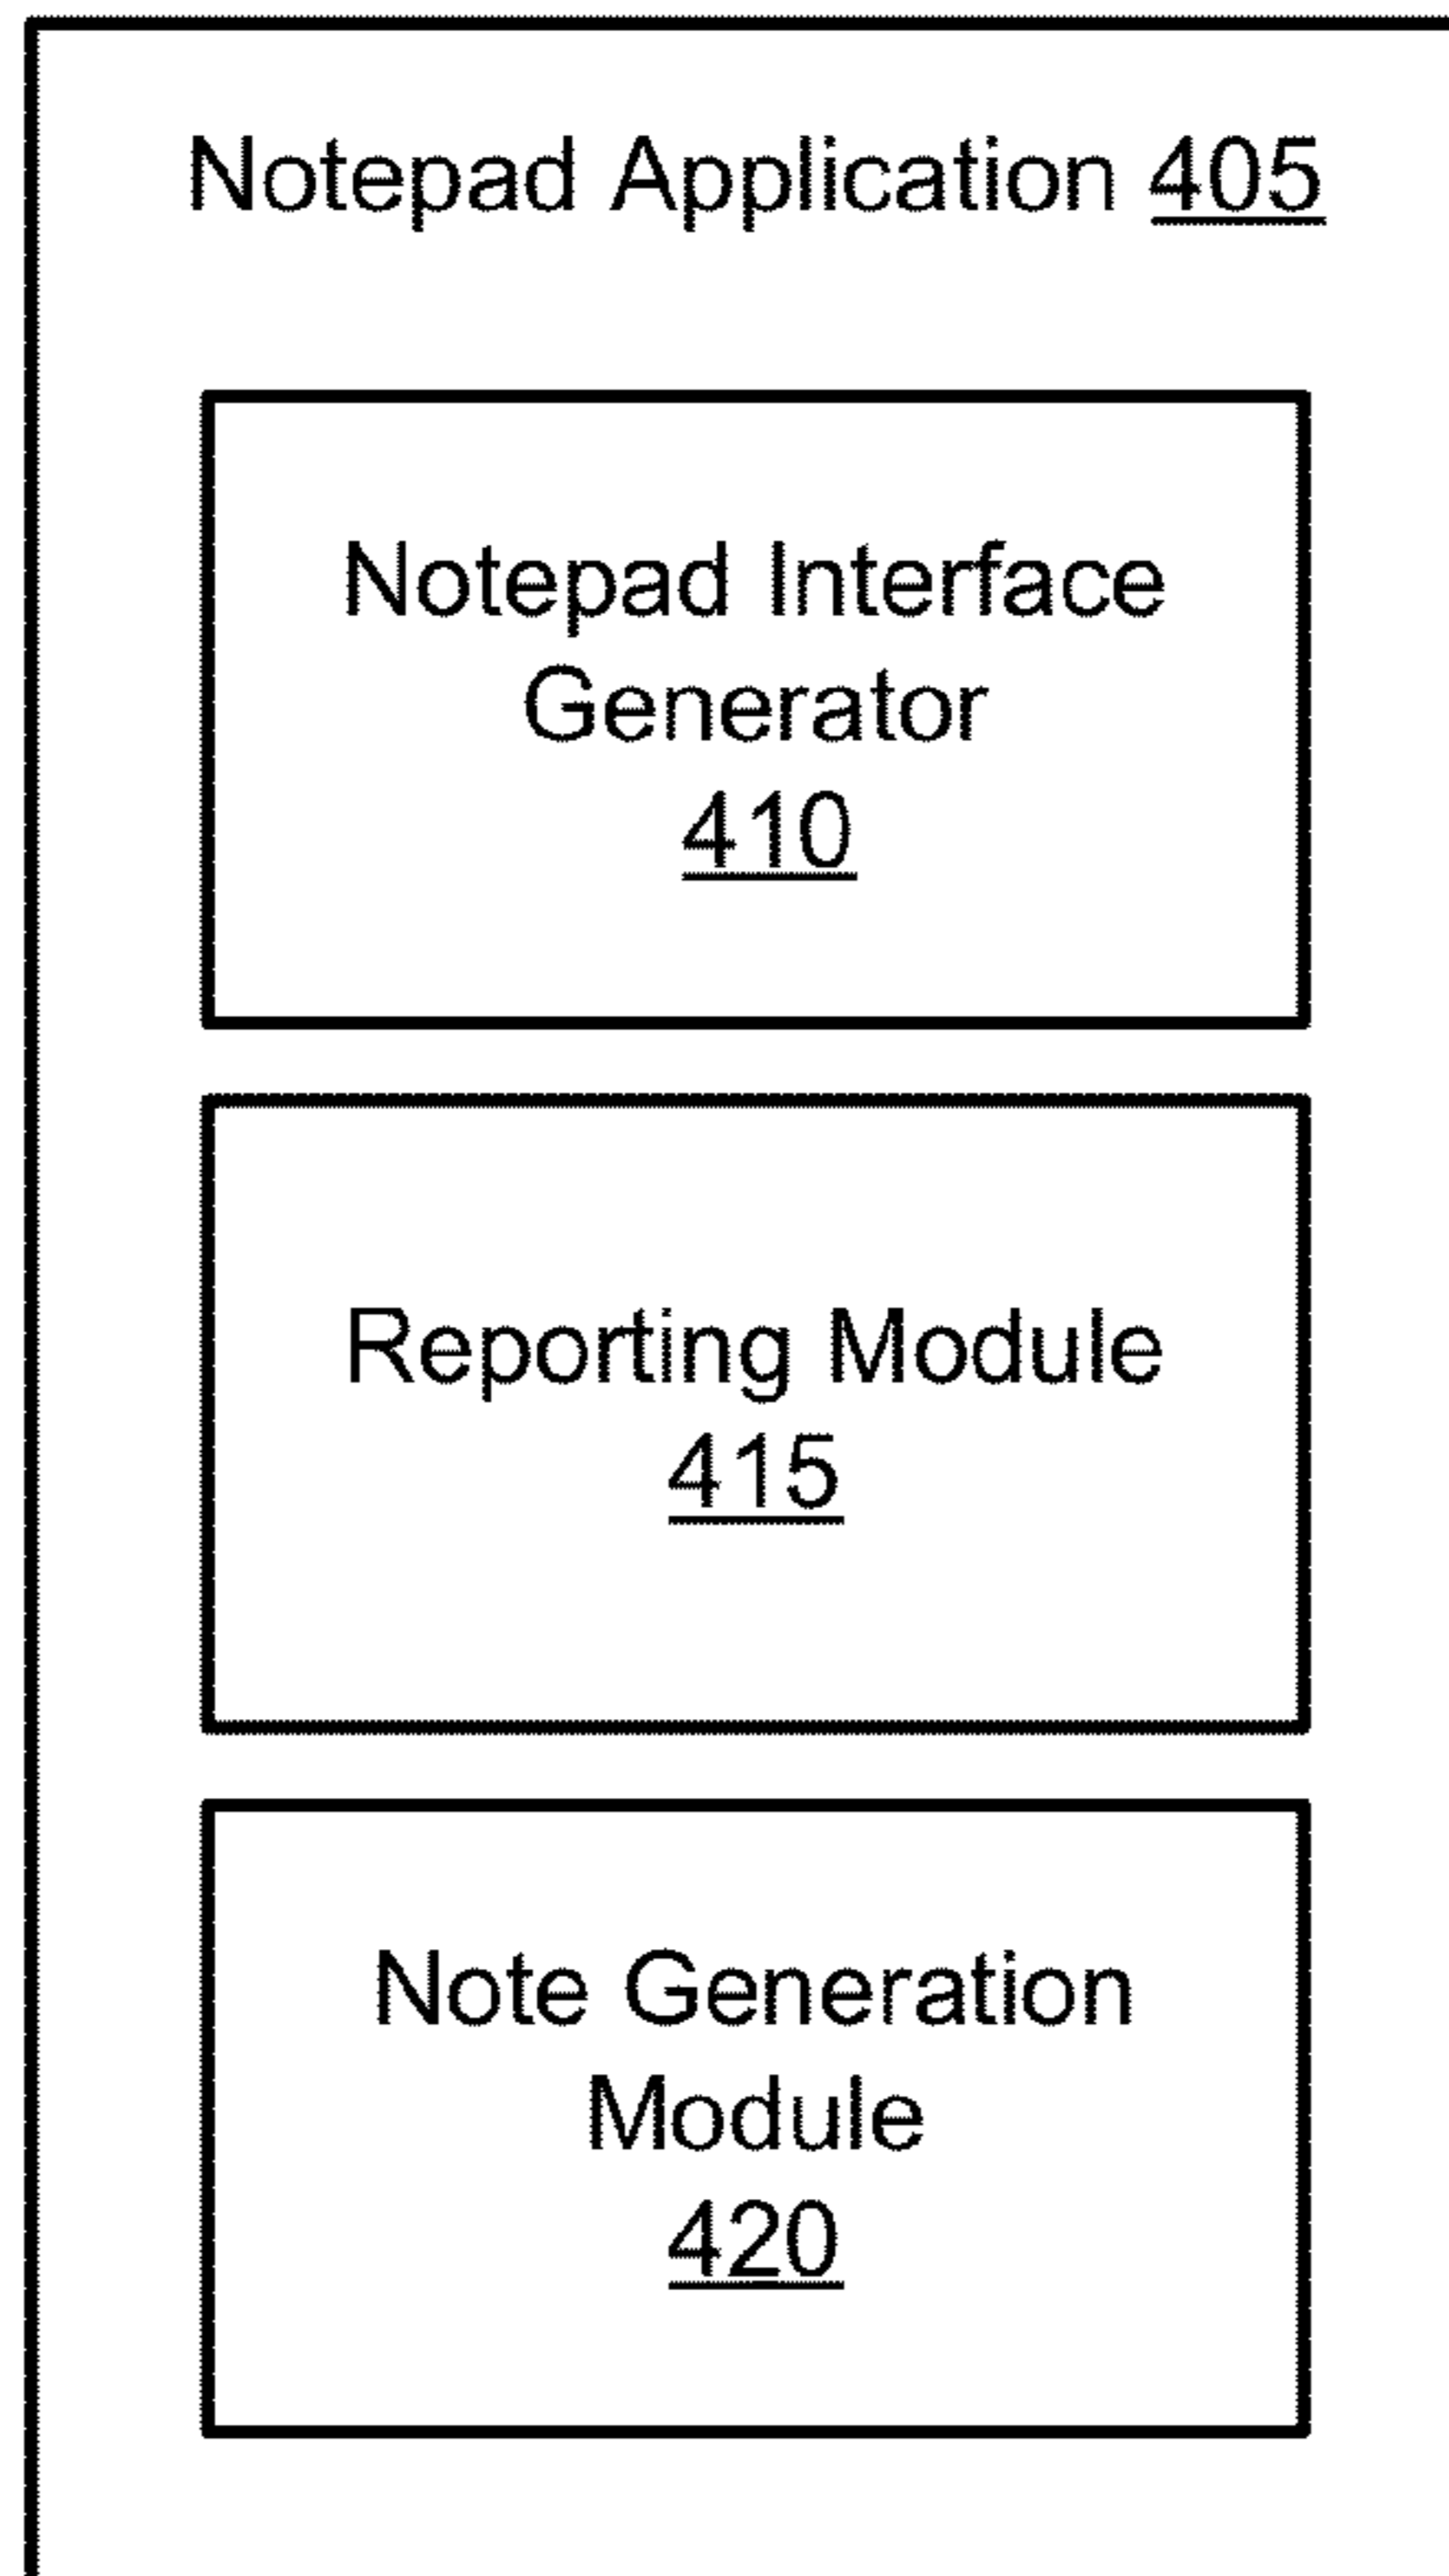 Notepad Application 405
Notepad Interface
Generator
410
Reporting Module
415
Note Generation
Module
420